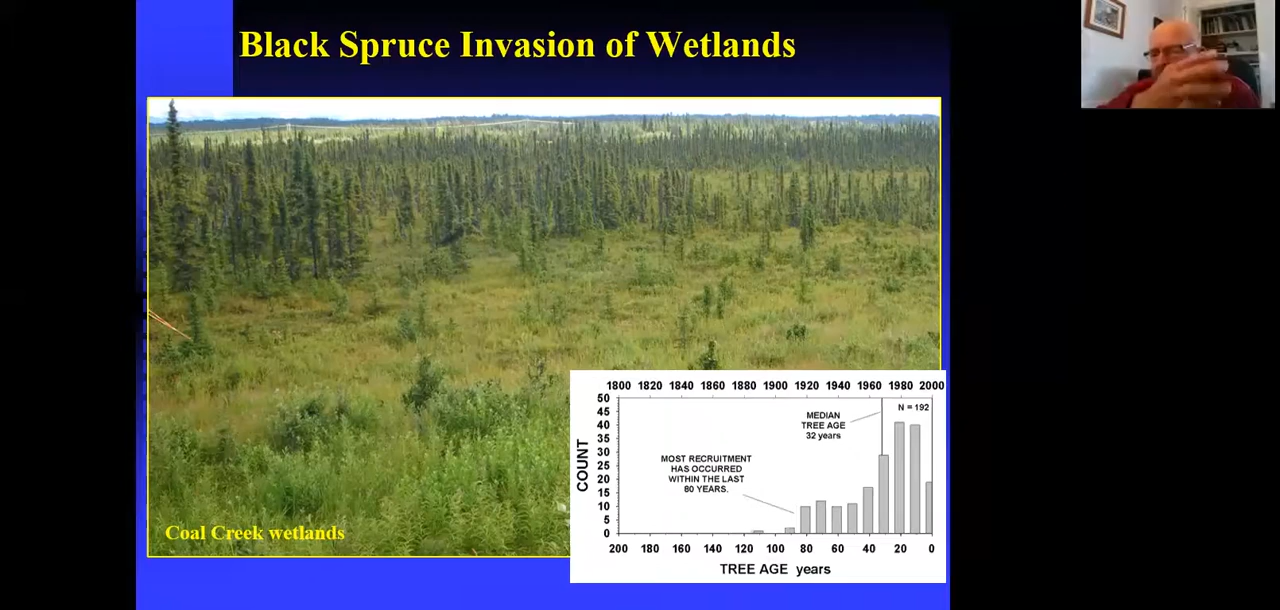 Black Spruce Invasion of Wetlands
Coal Creek wetlands
1800 1820 1840 1860 1880 1900 1920 1940 1960 1980 2000
50
45
40
35
30
25
20
15
10
5
0
COUNT
N = 192
MEDIAN
TREE AGE
32 years
MOST RECRUITMENT
HAS OCCURRED
WITHIN THE LAST
80 YEARS.
200 180 160 140 120 100 80 60 40 20 0
TREE AGE years